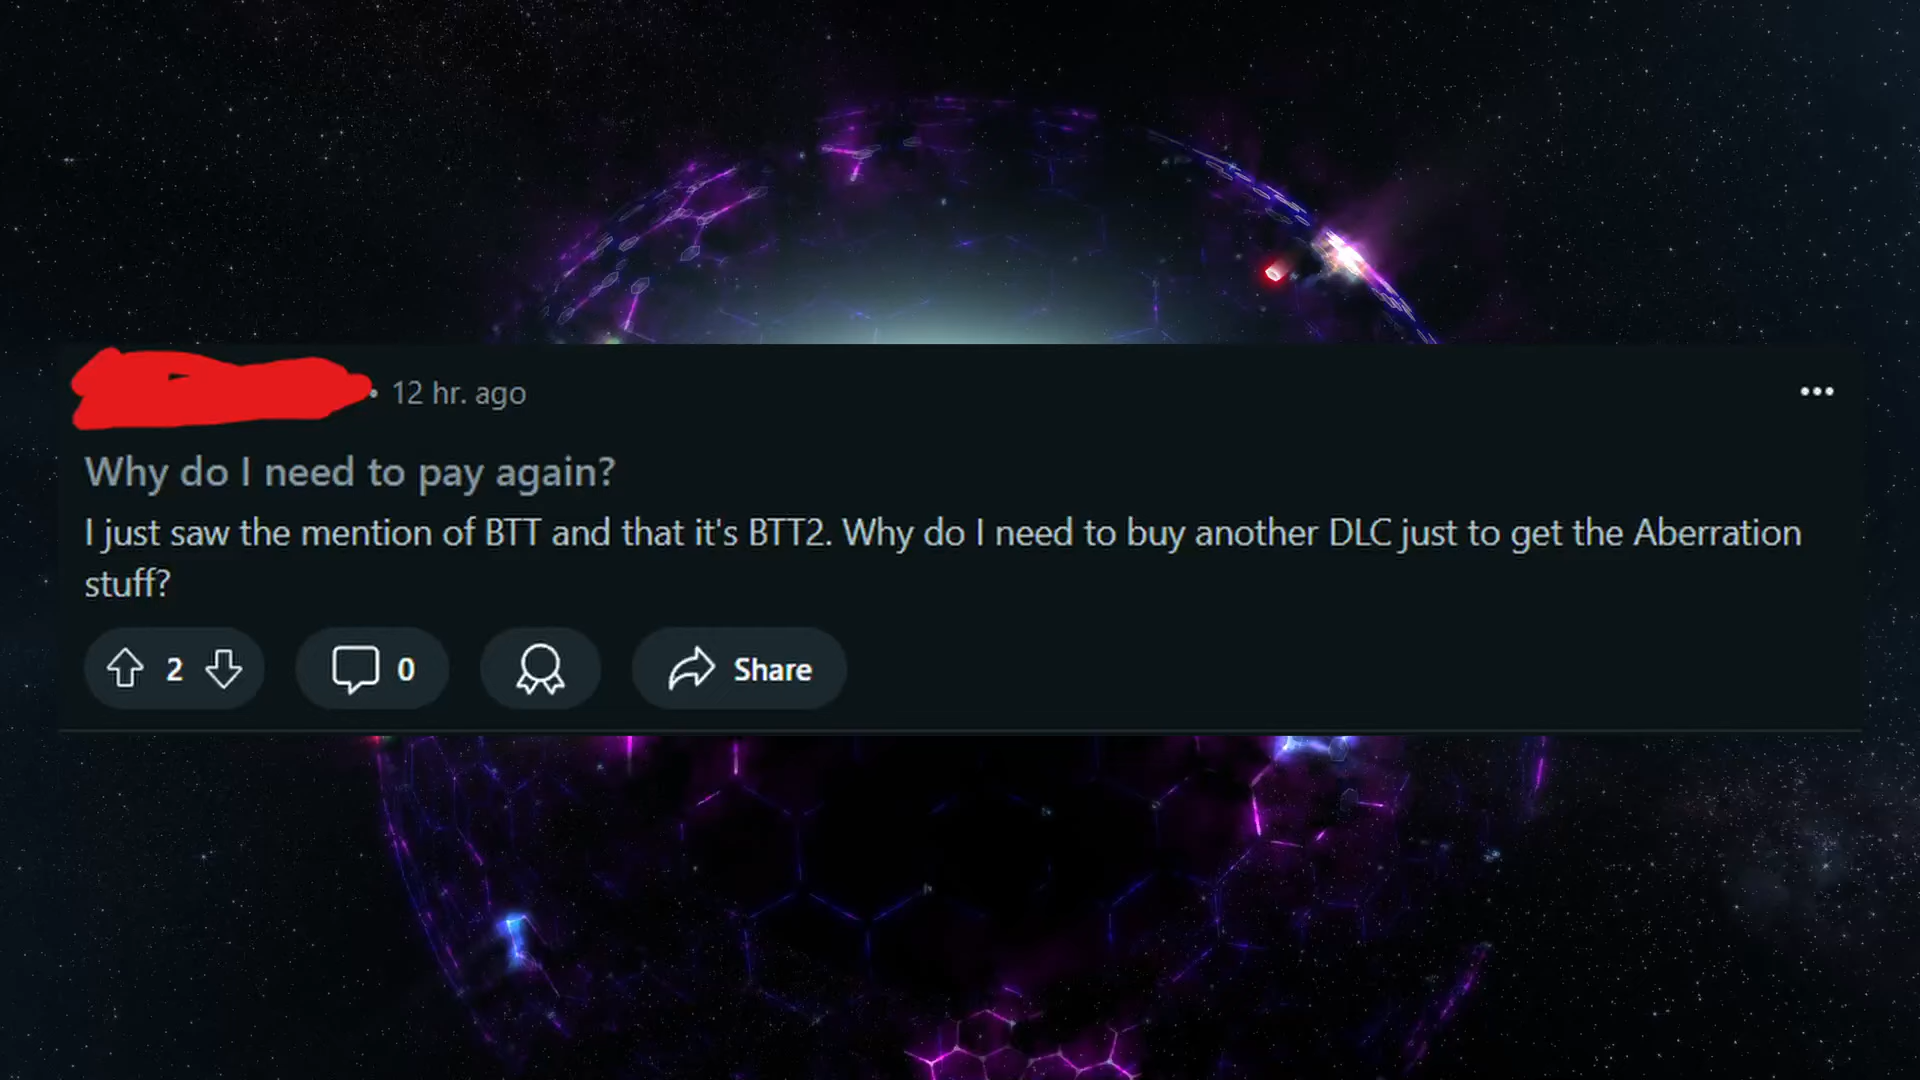 • 12 hr. ago
Why do I need to pay again?
I just saw the mention of BTT and that it's BTT2. Why do I need to buy another DLC just to get the Aberration
stuff?
2
0
Share